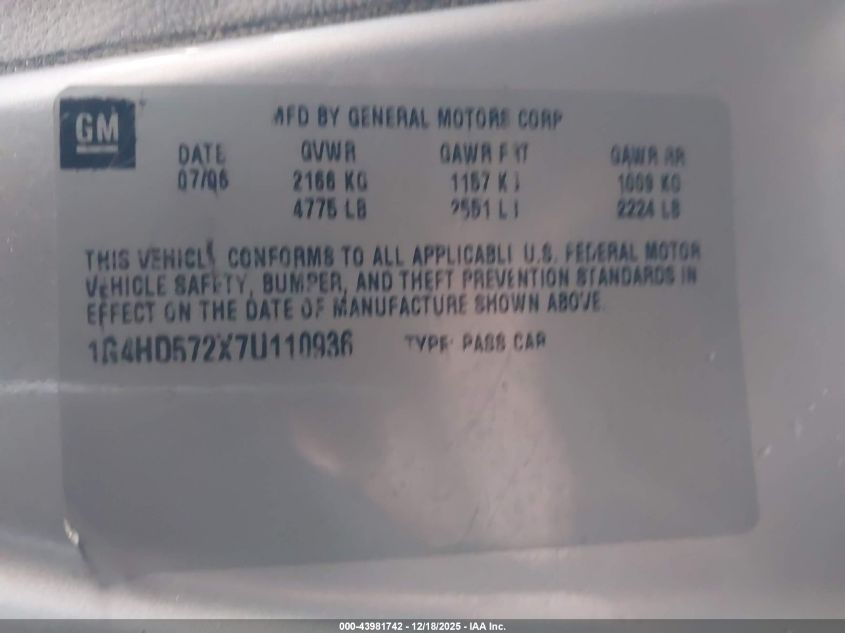 GM
MFD BY GENERAL MOTORS CORP
DATE GVWR GAWR FRT GAWR RR
07/06 2166 KG 1157 KG 1009 KG
4775 LB 2551 LB 2224 LB
THIS VEHICLE CONFORMS TO ALL APPLICABLE U.S. FEDERAL MOTOR
VEHICLE SAFETY, BUMPER, AND THEFT PREVENTION STANDARDS IN
EFFECT ON THE DATE OF MANUFACTURE SHOWN ABOVE.
1G4HD572X7U110936 TYPE: PASS CAR
000-43981742 - 12/18/2025 - IAA Inc.